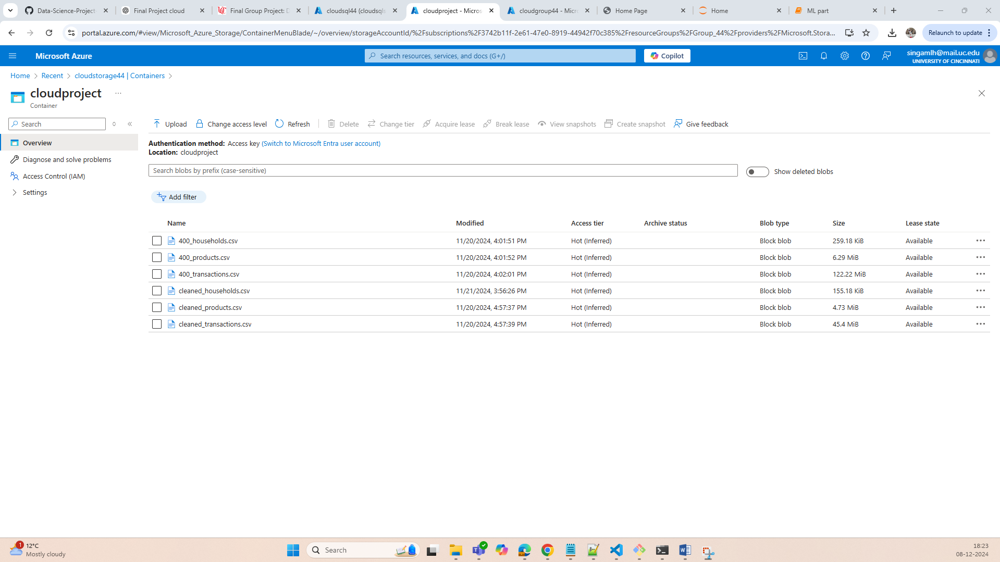 Data-Science-Project-
Final Project cloud
Final Group Project: D
cloudsql44 (cloudsqls
cloudproject - Micros
cloudgroup44 - Micro
Home Page
Home
ML part
portal.azure.com/#view/Microsoft_Azure_Storage/ContainerMenuBlade/~/overview/storageAccountId/%2Fsubscriptions%2F3742b11f-2e61-47e0-8919-44942f70c385%2FresourceGroups%2FGroup_44%2Fproviders%2FMicrosoft.Stora...
Relaunch to update
Microsoft Azure
Search resources, services, and docs (G+/)
Copilot
singamlh@mail.uc.edu
UNIVERSITY OF CINCINNATI
Home > Recent > cloudstorage44 | Containers >
cloudproject ...
Container
Search
Overview
Diagnose and solve problems
Access Control (IAM)
Settings
Upload Change access level Refresh Delete Change tier Acquire lease Break lease View snapshots Create snapshot Give feedback
Authentication method: Access key (Switch to Microsoft Entra user account)
Location: cloudproject
Search blobs by prefix (case-sensitive)
Show deleted blobs
Add filter
Name Modified Access tier Archive status Blob type Size Lease state
400_households.csv 11/20/2024, 4:01:51 PM Hot (Inferred) Block blob 259.18 KiB Available
400_products.csv 11/20/2024, 4:01:52 PM Hot (Inferred) Block blob 6.29 MiB Available
400_transactions.csv 11/20/2024, 4:02:01 PM Hot (Inferred) Block blob 122.22 MiB Available
cleaned_households.csv 11/21/2024, 3:56:26 PM Hot (Inferred) Block blob 155.18 KiB Available
cleaned_products.csv 11/20/2024, 4:57:37 PM Hot (Inferred) Block blob 4.73 MiB Available
cleaned_transactions.csv 11/20/2024, 4:57:39 PM Hot (Inferred) Block blob 45.4 MiB Available
1
12°C
Mostly cloudy
Search
18:23
08-12-2024